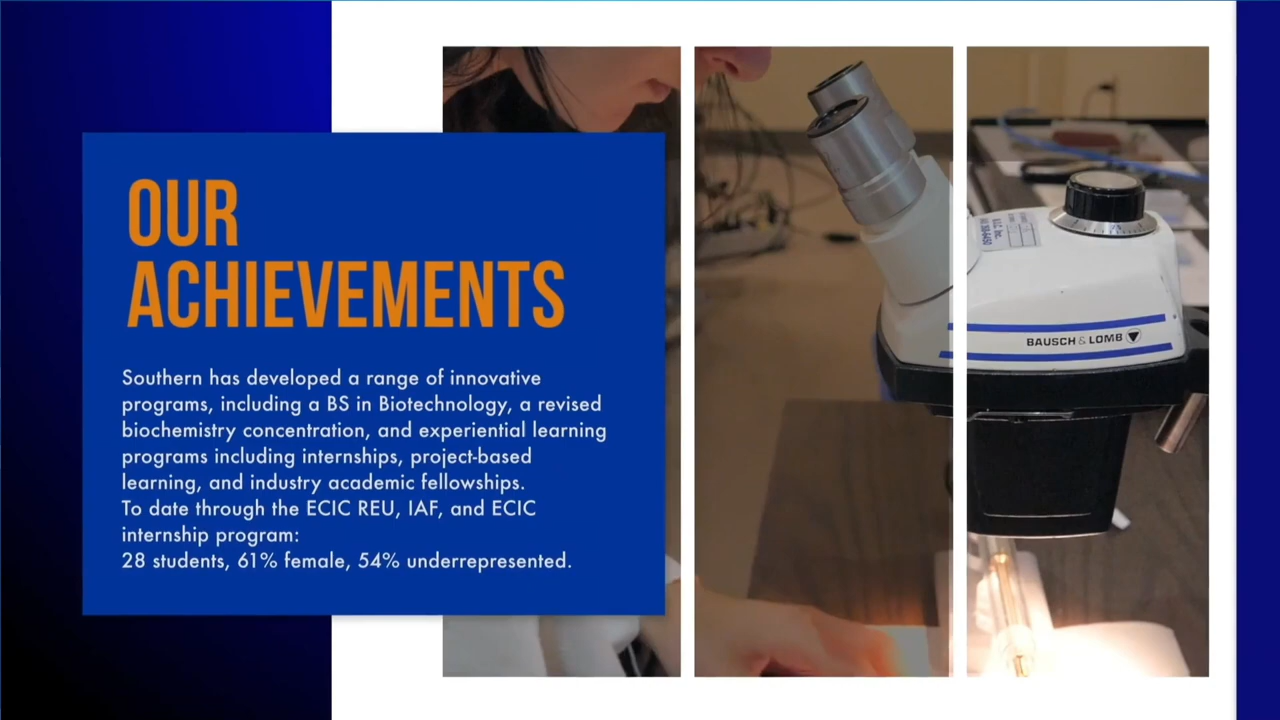 OUR
ACHIEVEMENTS
Southern has developed a range of innovative
programs, including a BS in Biotechnology, a revised
biochemistry concentration, and experiential learning
programs including internships, project-based
learning, and industry academic fellowships.
To date through the ECIC REU, IAF, and ECIC
internship program:
28 students, 61% female, 54% underrepresented.
BAUSCH & LOMB